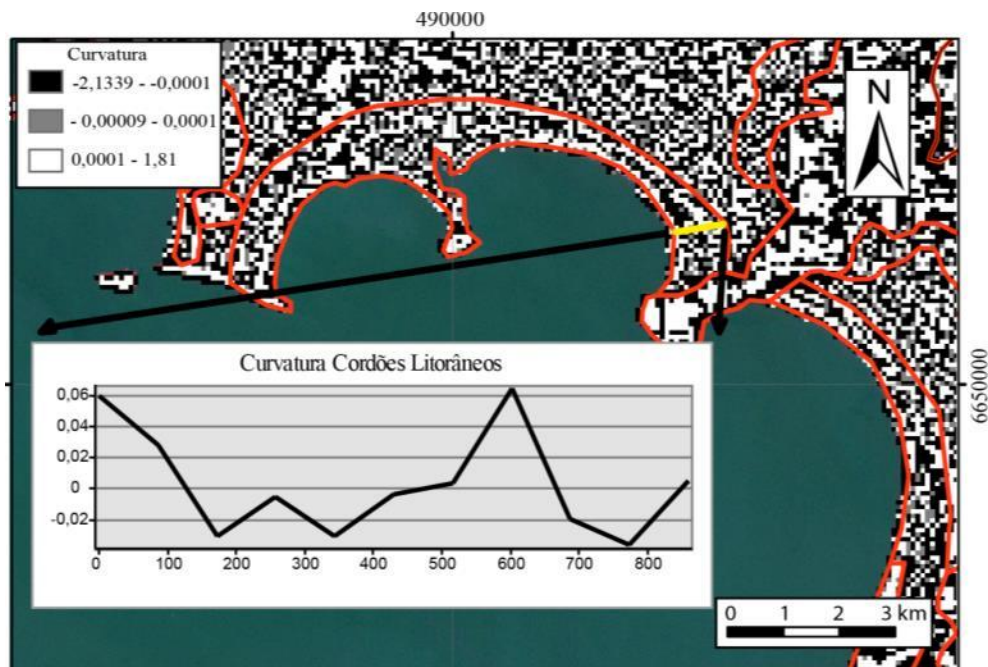 490000
Curvatura
-2,1339 - -0,0001
- 0,00009 - 0,0001
0,0001 - 1,81
N
6650000
Curvatura Cordões Litorâneos
0,06
0,04
0,02
0
-0,02
0 100 200 300 400 500 600 700 800
0 1 2 3 km